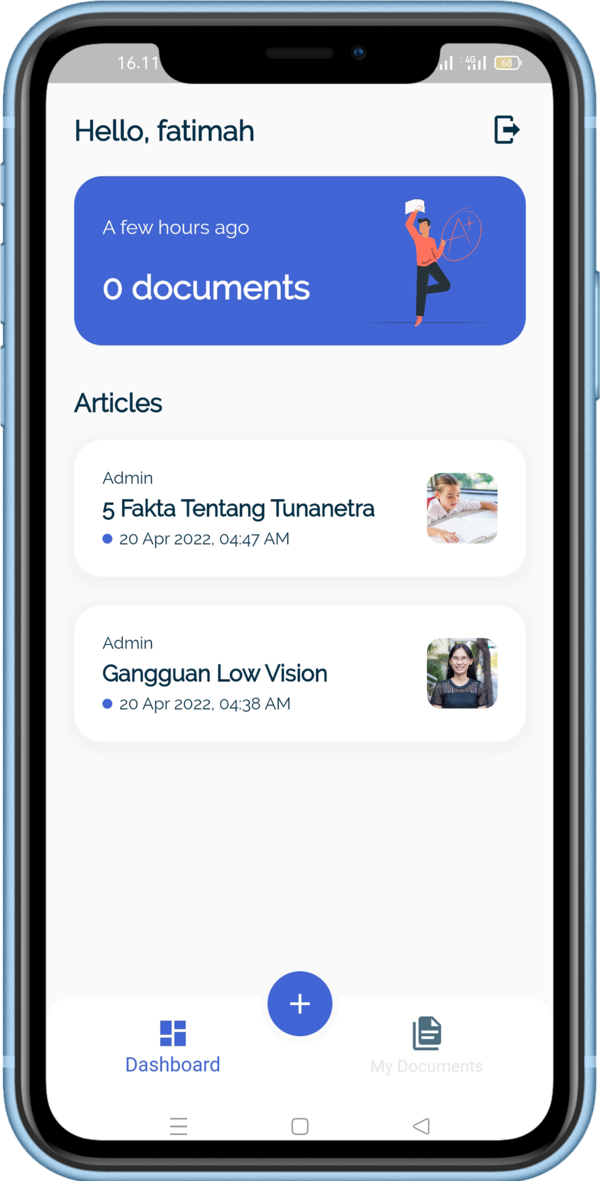 16.11
4G
68
Hello, fatimah
A few hours ago
0 documents
A+
Articles
Admin
5 Fakta Tentang Tunanetra
20 Apr 2022, 04:47 AM
Admin
Gangguan Low Vision
20 Apr 2022, 04:38 AM
Dashboard
My Documents